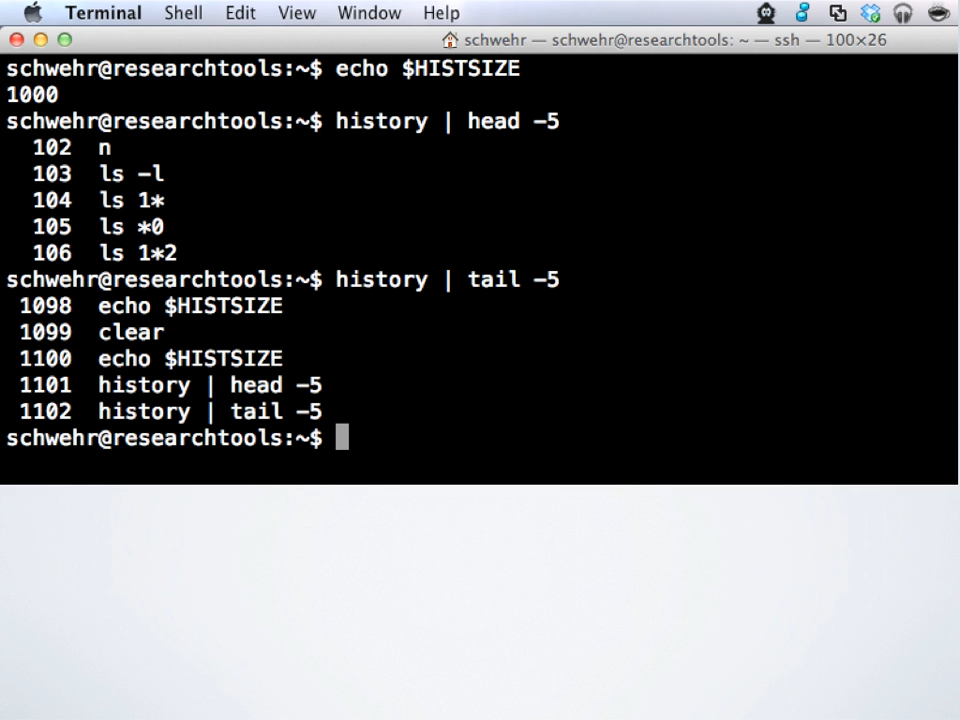 Terminal Shell Edit View Window Help
schwehr — schwehr@researchtools: ~ — ssh — 100×26
schwehr@researchtools:~$ echo $HISTSIZE
1000
schwehr@researchtools:~$ history | head -5
102 n
103 ls -l
104 ls 1*
105 ls *0
106 ls 1*2
schwehr@researchtools:~$ history | tail -5
1098 echo $HISTSIZE
1099 clear
1100 echo $HISTSIZE
1101 history | head -5
1102 history | tail -5
schwehr@researchtools:~$